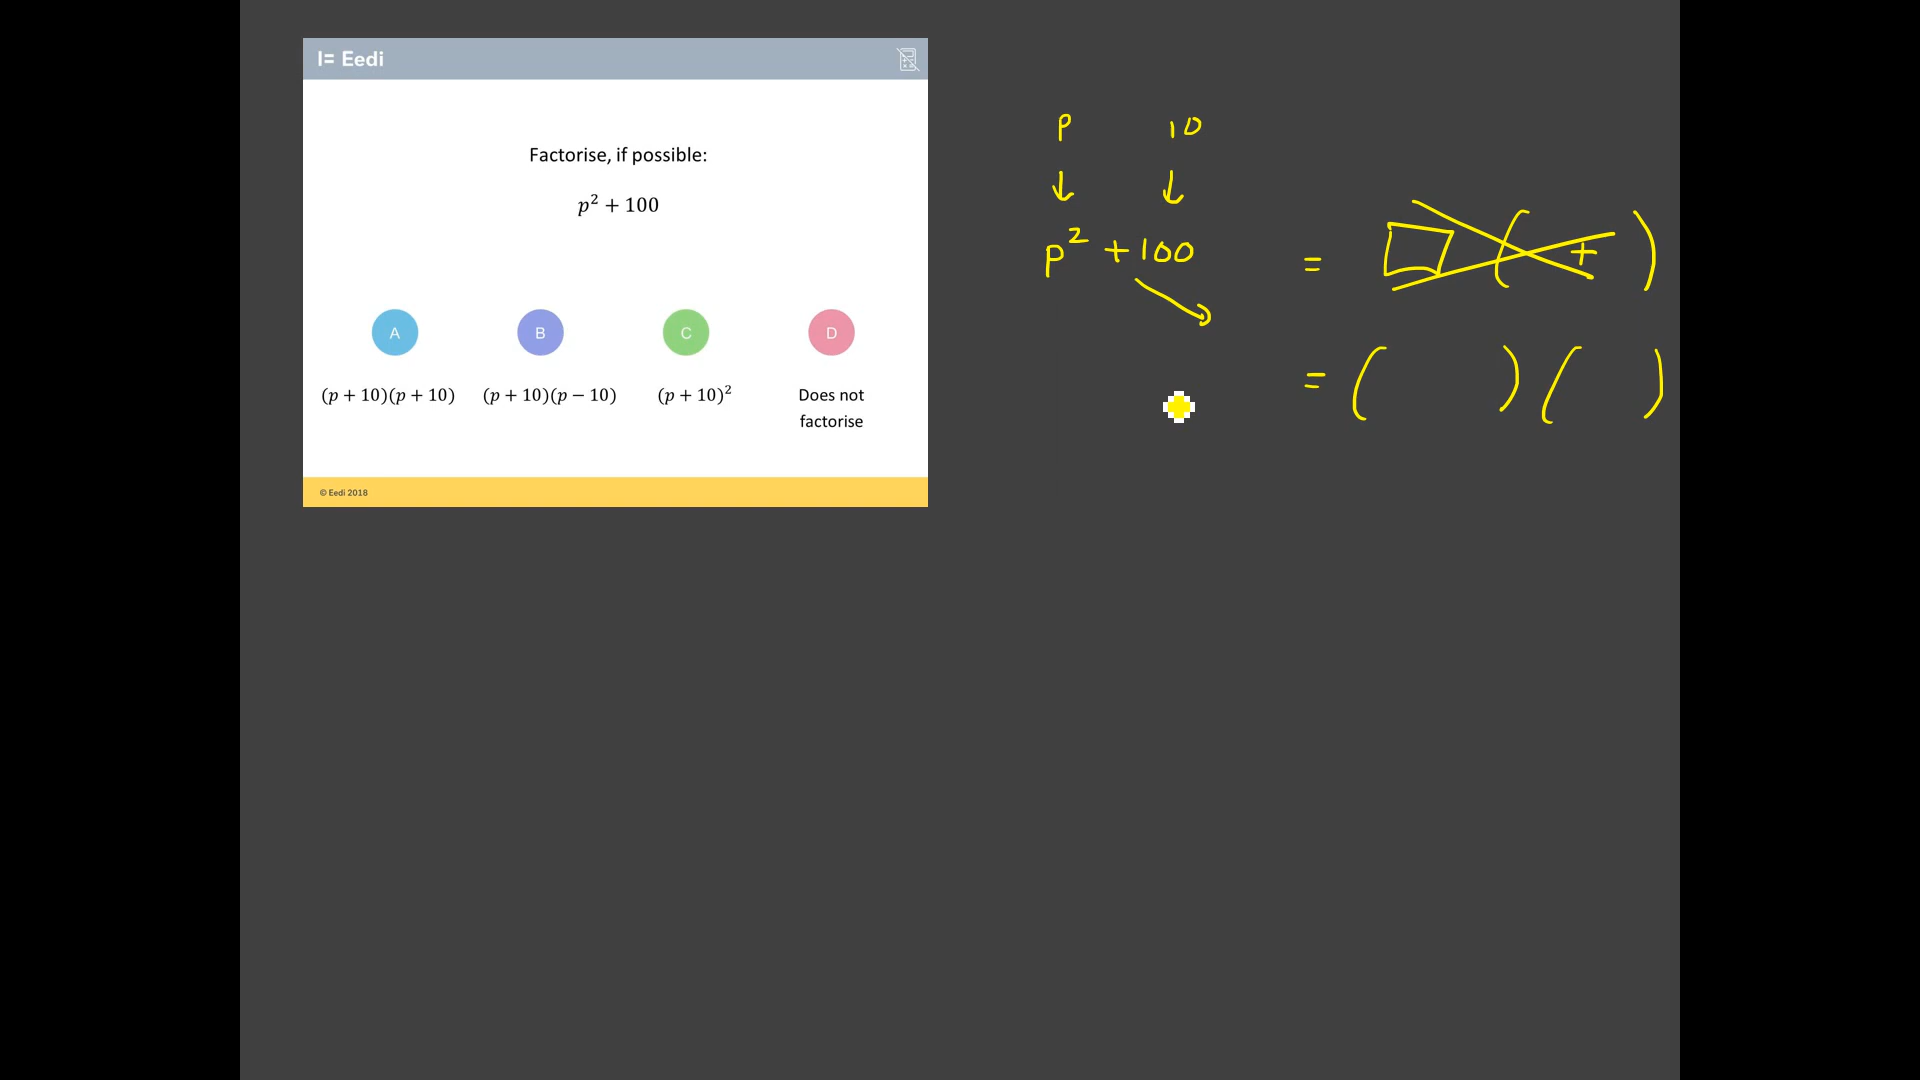 I= Eedi
Factorise, if possible:
p² + 100
A B C D
(p + 10)(p + 10) (p + 10)(p − 10) (p + 10)² Does not
factorise
© Eedi 2018
p 10
↓ ↓
p² + 100 = □( + )
= ( )( )